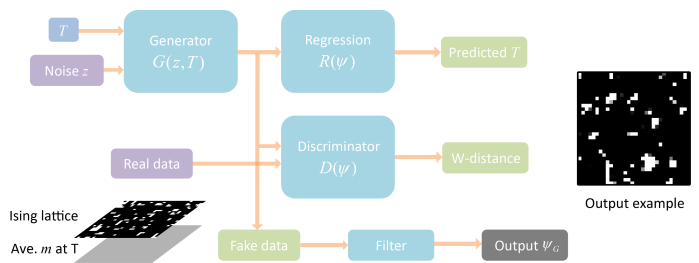 T
Noise z
Generator
G(z,T)
Regression
R(ψ)
Predicted T
Real data
Discriminator
D(ψ)
W-distance
Ising lattice
Ave. m at T
Fake data
Filter
Output ψ_G
Output example